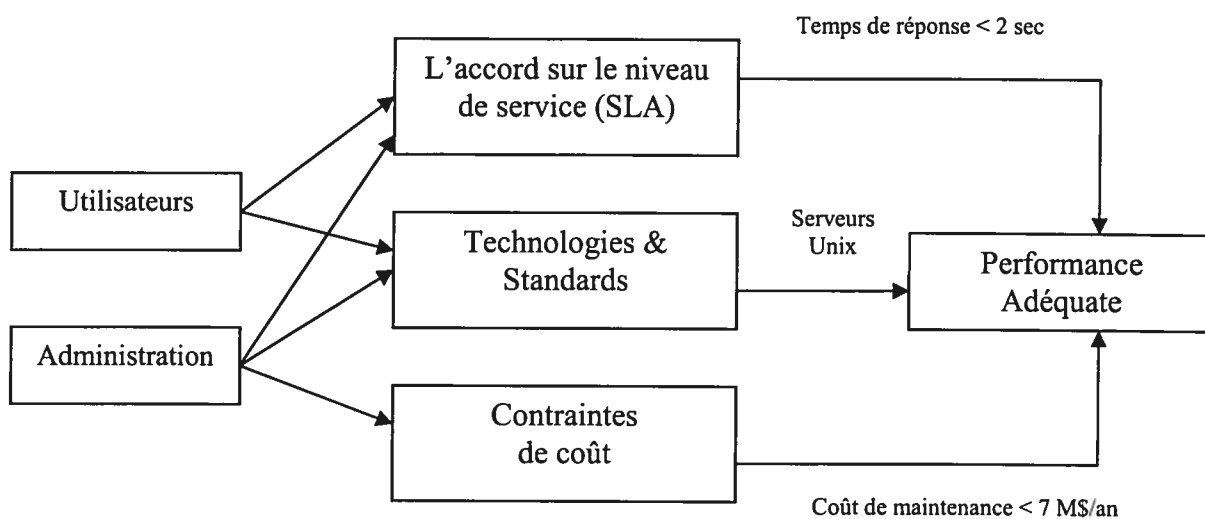 Temps de réponse < 2 sec
L'accord sur le niveau
de service (SLA)
Utilisateurs
Technologies &
Standards
Serveurs
Unix
Performance
Adéquate
Administration
Contraintes
de coût
Coût de maintenance < 7 M$/an